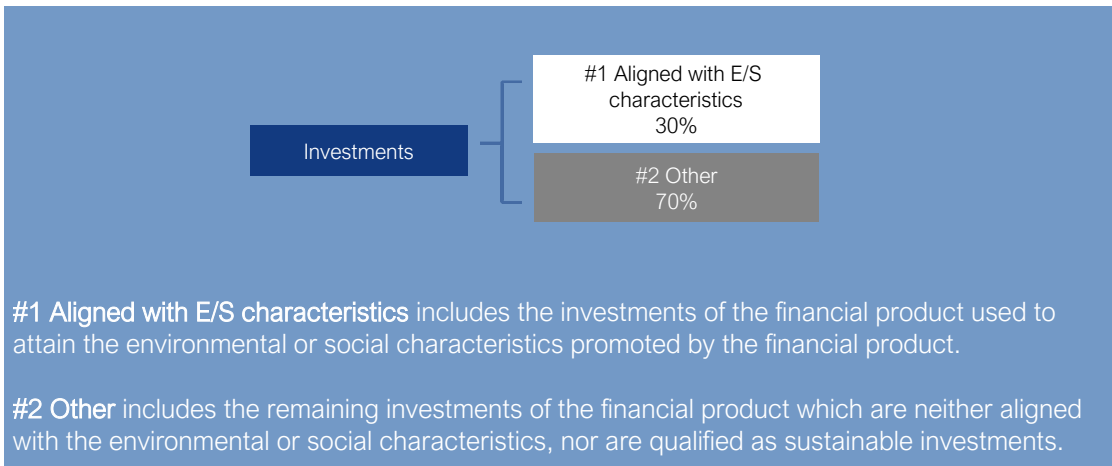 #1 Aligned with E/S
characteristics
30%
Investments
#2 Other
70%
#1 Aligned with E/S characteristics includes the investments of the financial product used to
attain the environmental or social characteristics promoted by the financial product.
#2 Other includes the remaining investments of the financial product which are neither aligned
with the environmental or social characteristics, nor are qualified as sustainable investments.